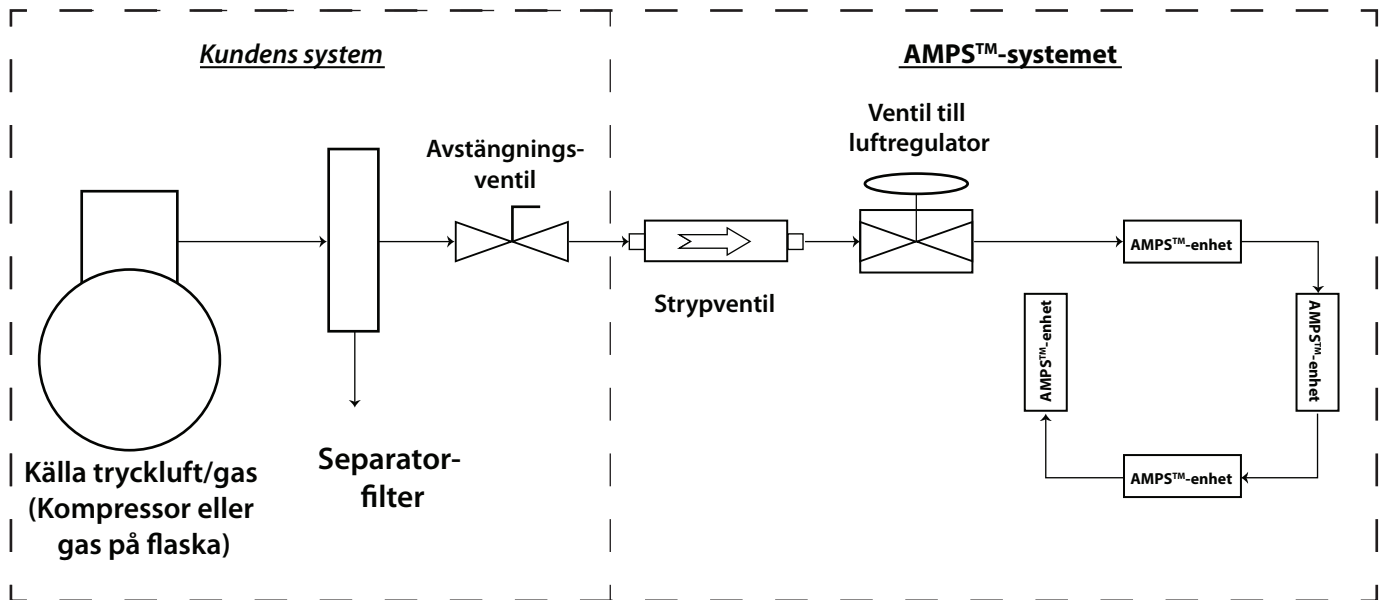 Kundens system
AMPS™-systemet
Ventil till
luftregulator
Avstängnings-
ventil
AMPS™-enhet
Strypventil
AMPS™-enhet
AMPS™-enhet
AMPS™-enhet
Källa tryckluft/gas
(Kompressor eller
gas på flaska)
Separator-
filter